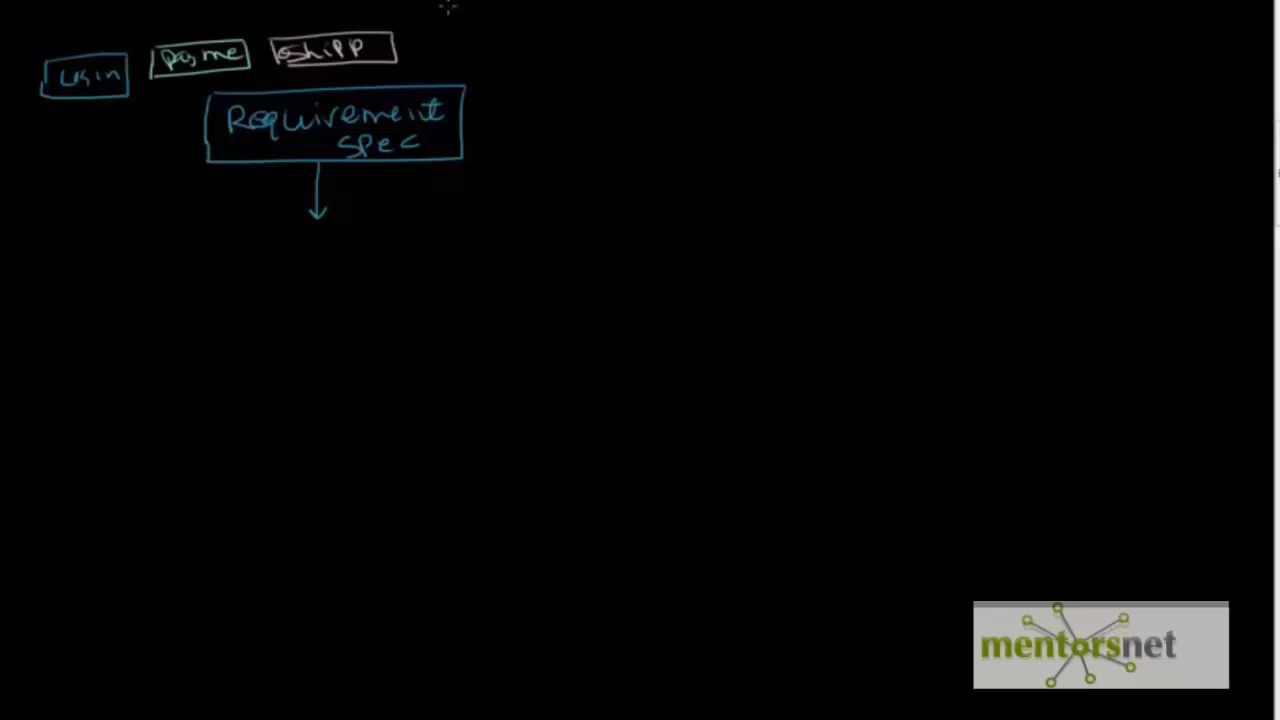 Login
payme
shipp
Requirement
spec
mentorsnet